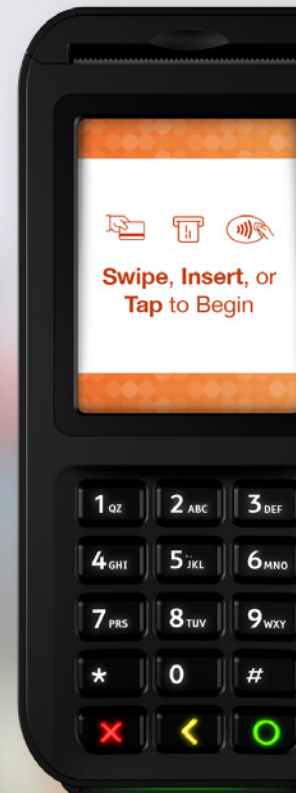 Swipe, Insert, or
Tap to Begin
1 QZ 2 ABC 3 DEF
4 GHI 5 JKL 6 MNO
7 PRS 8 TUV 9 WXY
* 0 #